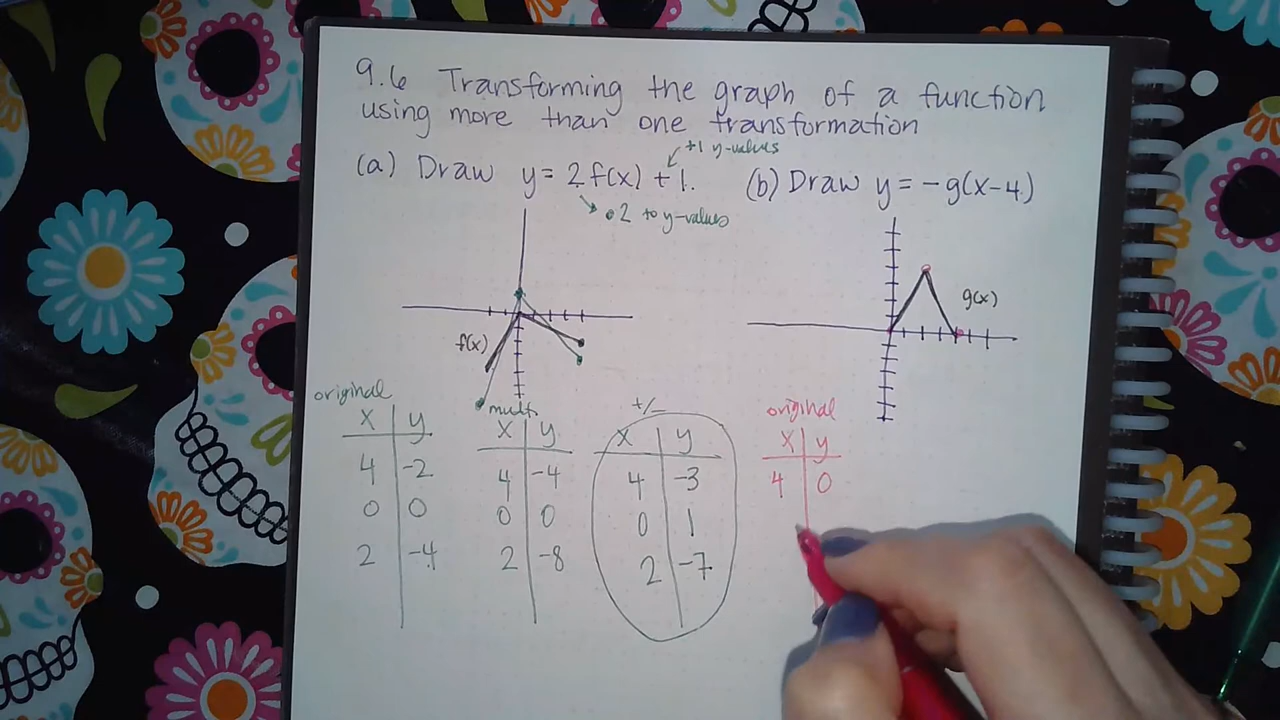 9.6 Transforming the graph of a function
using more than one transformation
+1 y-values
(a) Draw y = 2f(x) + 1.
•2 to y-values
(b) Draw y = -g(x-4)
f(x)
g(x)
original
x y
4 -2
0 0
2 -4
mult
x y
4 -4
0 0
2 -8
+/-
x y
4 -3
0 1
2 -7
original
x y
4 0